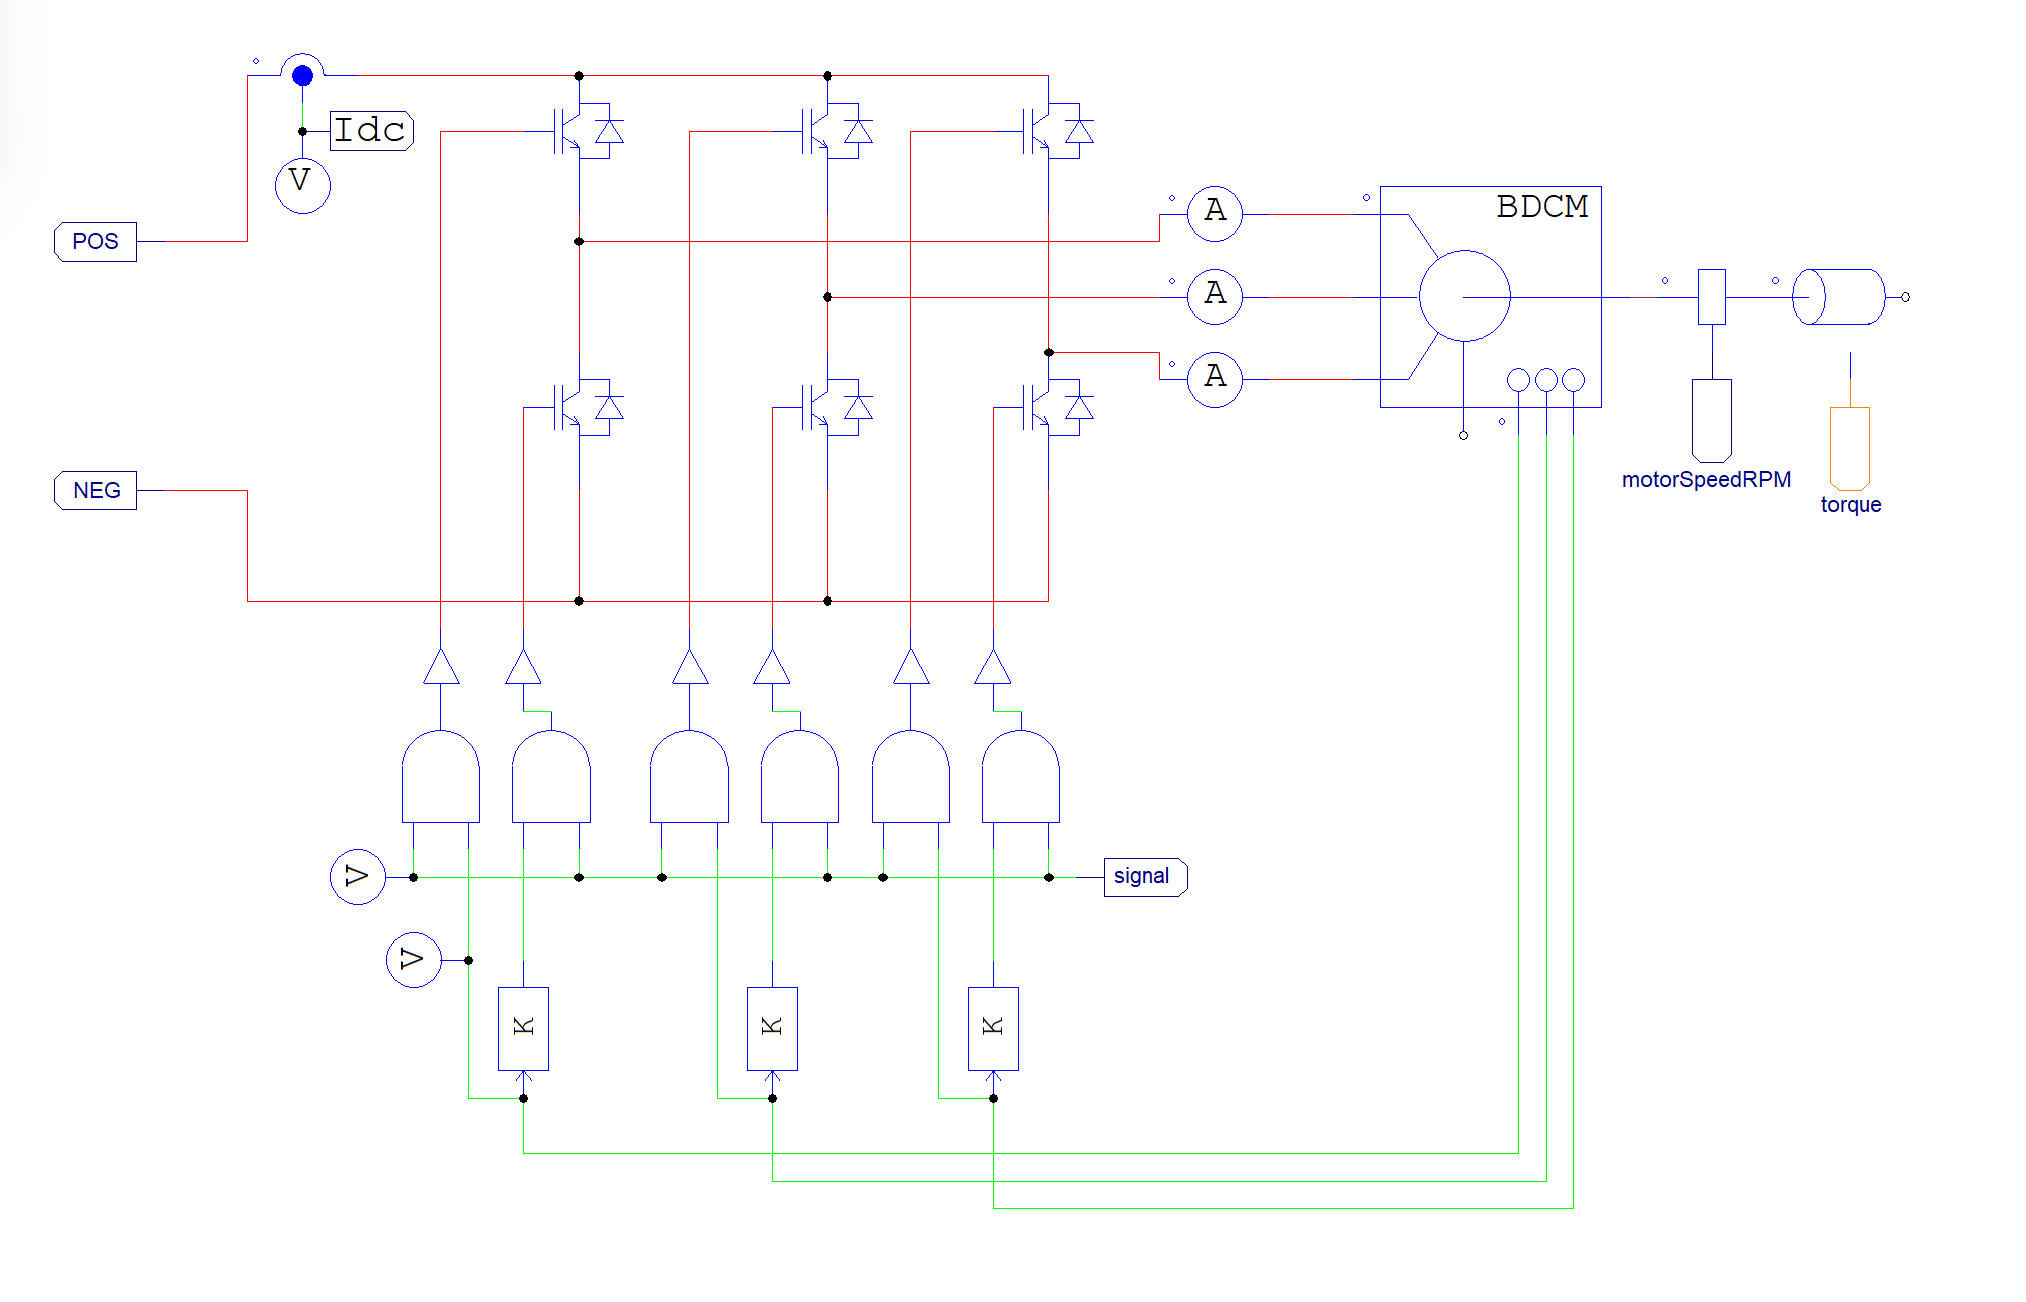 Idc
V
POS
BDCM
A
A
A
motorSpeedRPM
NEG
torque
V
signal
V
K
K
K